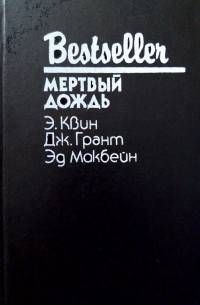 Bestseller
МЕРТВЫЙ
ДОЖДЬ
Э. Квин
Дж. Грант
Эд Макбейн